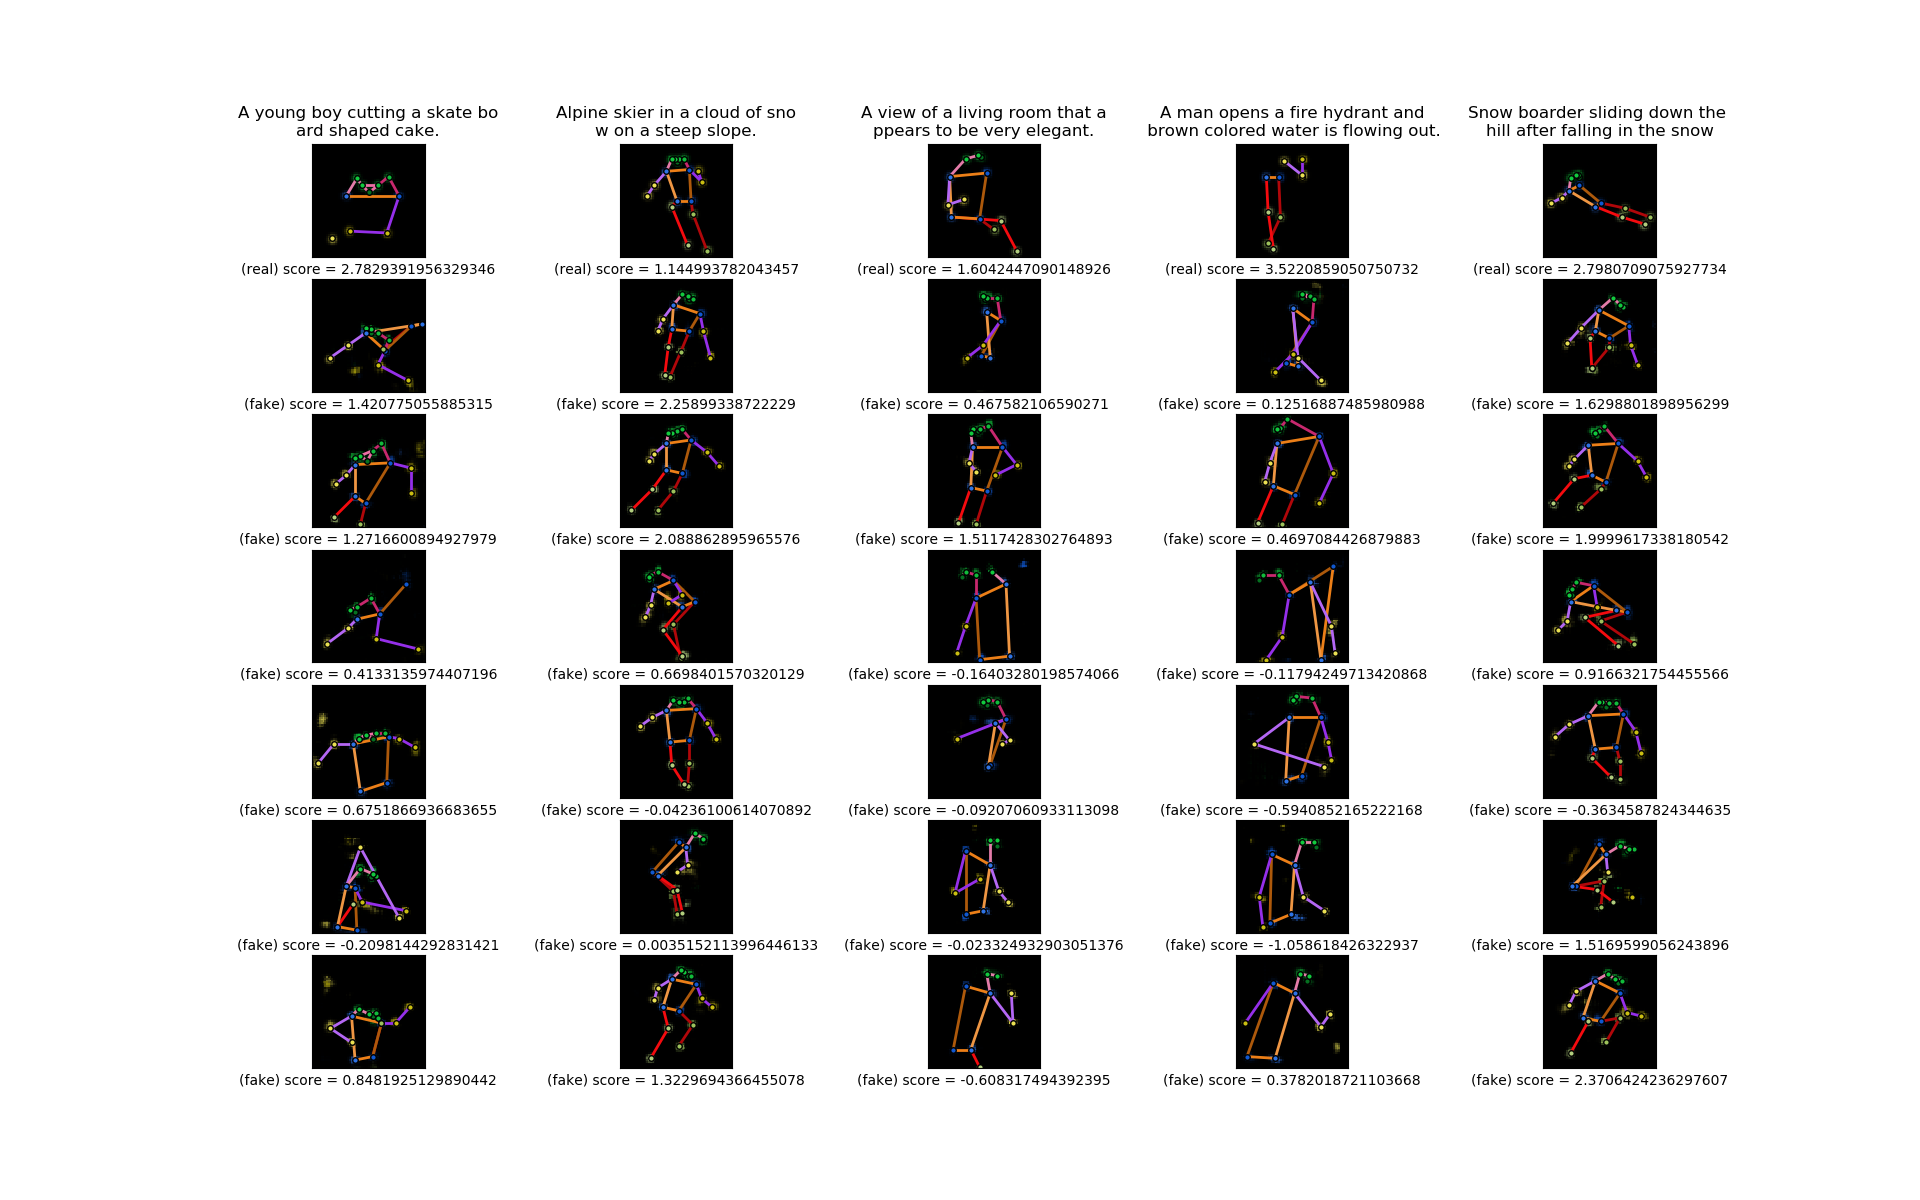 A young boy cutting a skate bo
ard shaped cake.
Alpine skier in a cloud of sno
w on a steep slope.
A view of a living room that a
ppears to be very elegant.
A man opens a fire hydrant and
brown colored water is flowing out.
Snow boarder sliding down the
hill after falling in the snow
(real) score = 2.7829391956329346
(real) score = 1.144993782043457
(real) score = 1.6042447090148926
(real) score = 3.5220859050750732
(real) score = 2.7980709075927734
(fake) score = 1.420775055885315
(fake) score = 2.25899338722229
(fake) score = 0.467582106590271
(fake) score = 0.12516887485980988
(fake) score = 1.6298801898956299
(fake) score = 1.2716600894927979
(fake) score = 2.088862895965576
(fake) score = 1.5117428302764893
(fake) score = 0.4697084426879883
(fake) score = 1.9999617338180542
(fake) score = 0.4133135974407196
(fake) score = 0.6698401570320129
(fake) score = -0.16403280198574066
(fake) score = -0.11794249713420868
(fake) score = 0.9166321754455566
(fake) score = 0.6751866936683655
(fake) score = -0.04236100614070892
(fake) score = -0.09207060933113098
(fake) score = -0.5940852165222168
(fake) score = -0.3634587824344635
(fake) score = -0.2098144292831421
(fake) score = 0.0035152113996446133
(fake) score = -0.023324932903051376
(fake) score = -1.058618426322937
(fake) score = 1.5169599056243896
(fake) score = 0.8481925129890442
(fake) score = 1.3229694366455078
(fake) score = -0.608317494392395
(fake) score = 0.3782018721103668
(fake) score = 2.3706424236297607